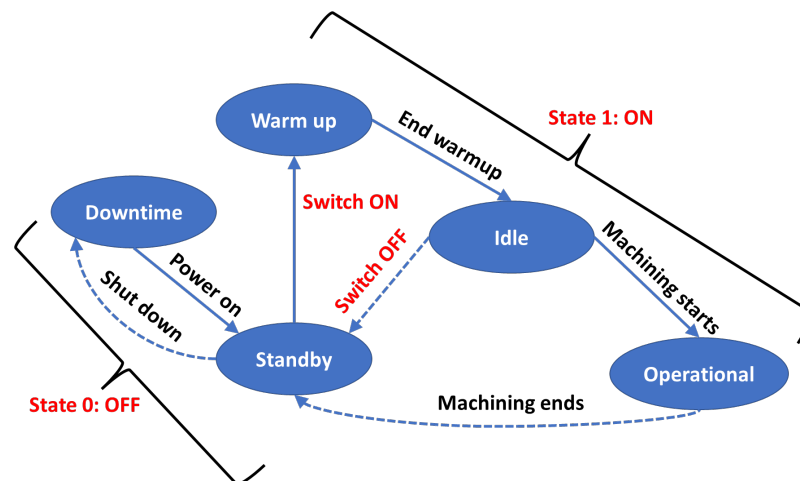 State 1: ON
Warm up
End warmup
Switch ON
Downtime
Idle
Switch OFF
Machining starts
Power on
Shut down
Standby
Operational
State 0: OFF
Machining ends